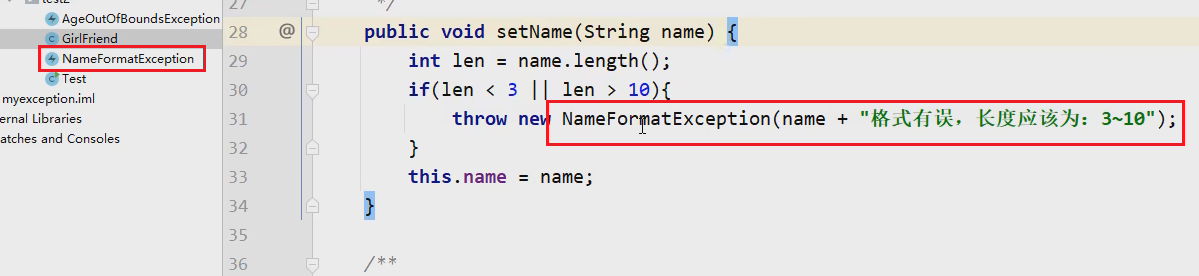 test2
AgeOutOfBoundsException
GirlFriend
NameFormatException
Test
myexception.iml
ernal Libraries
atches and Consoles
27 */
28 @ public void setName(String name) {
29 int len = name.length();
30 if(len < 3 || len > 10){
31 throw new NameFormatException(name + "格式有误，长度应该为：3~10");
32 }
33 this.name = name;
34 }
35
36 /**